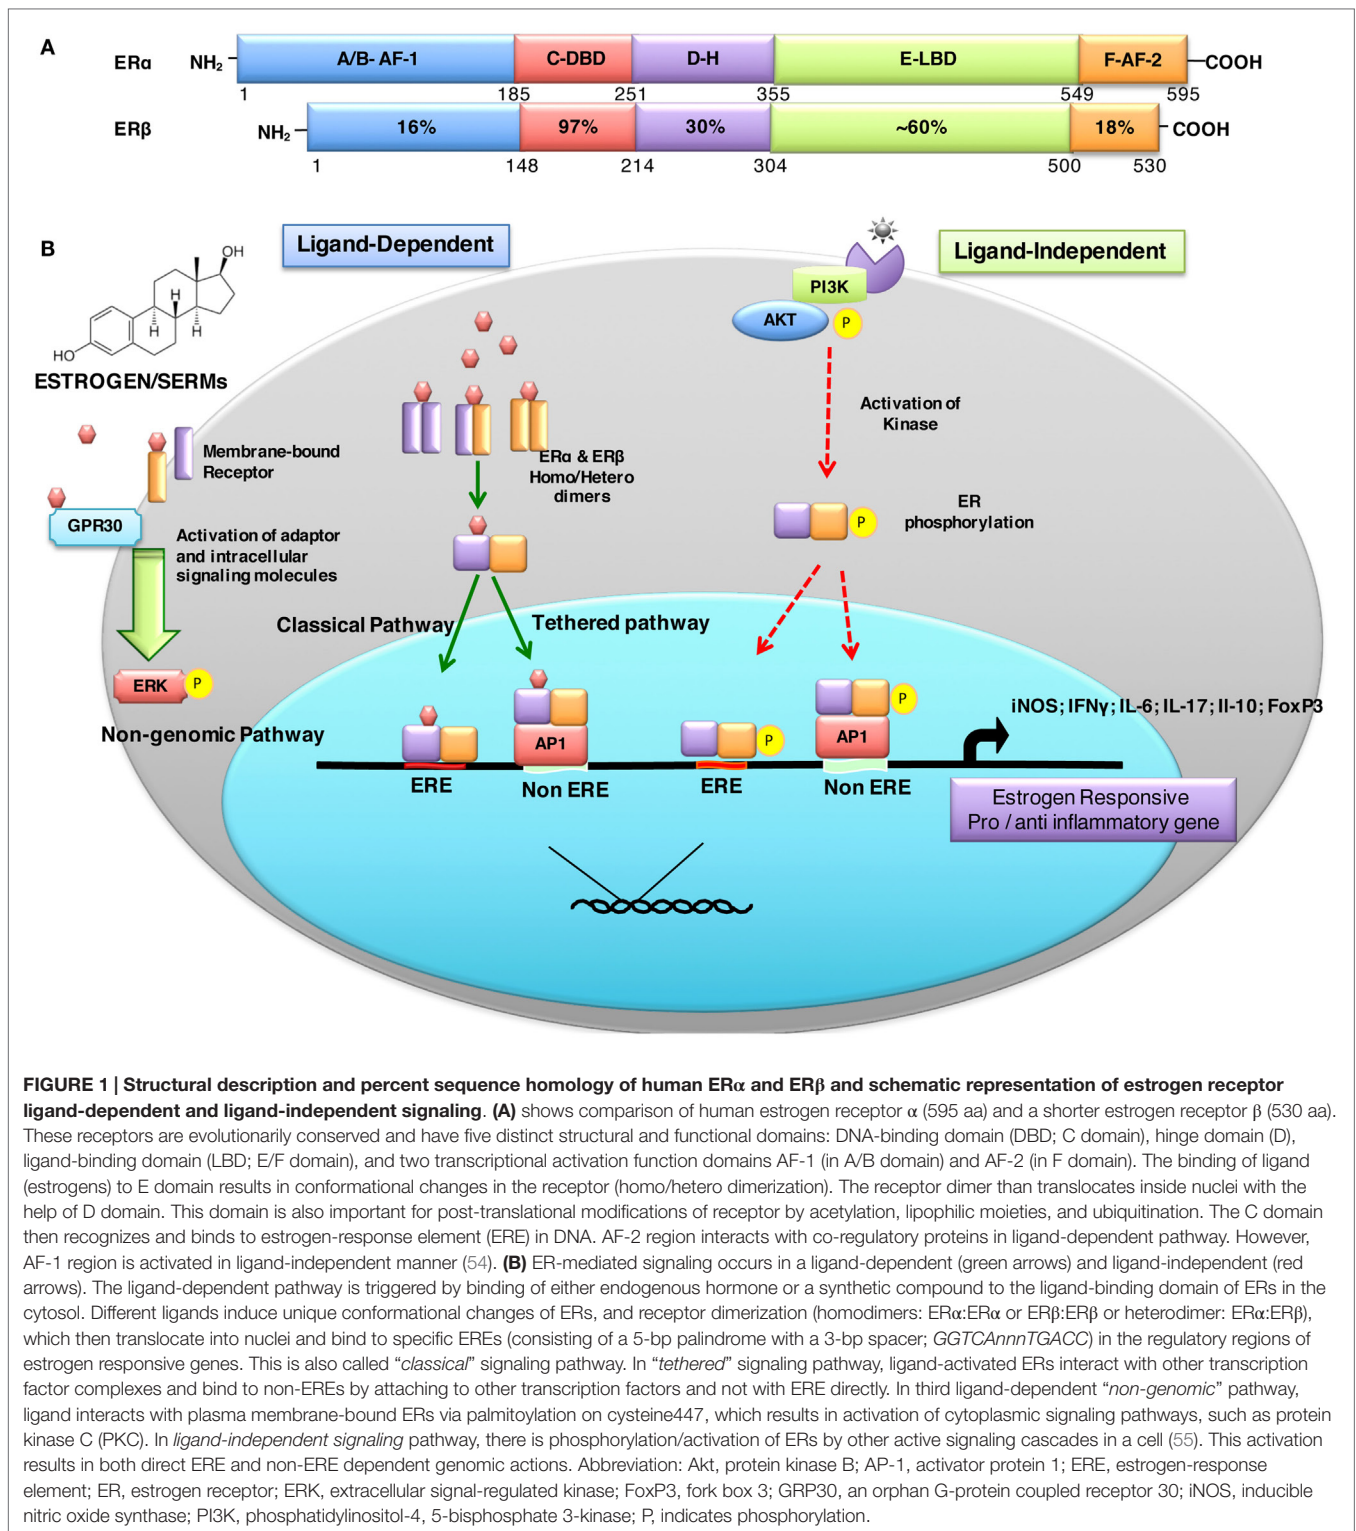 A
ERα NH₂ A/B- AF-1 C-DBD D-H E-LBD F-AF-2 COOH
1 185 251 355 549 595
ERβ NH₂ 16% 97% 30% ~60% 18% COOH
1 148 214 304 500 530
B
Ligand-Dependent
Ligand-Independent
OH
H
H
H
HO
ESTROGEN/SERMs
PI3K
AKT
P
Activation of
Kinase
Membrane-bound
Receptor
ERα & ERβ
Homo/Hetero
dimers
GPR30
Activation of adaptor
and intracellular
signaling molecules
P
ER
phosphorylation
Classical Pathway
Tethered pathway
ERK
P
Non-genomic Pathway
AP1
P
P
AP1
iNOS; IFNγ; IL-6; IL-17; Il-10; FoxP3
ERE
Non ERE
ERE
Non ERE
Estrogen Responsive
Pro / anti inflammatory gene
FIGURE 1 | Structural description and percent sequence homology of human ERα and ERβ and schematic representation of estrogen receptor
ligand-dependent and ligand-independent signaling. (A) shows comparison of human estrogen receptor α (595 aa) and a shorter estrogen receptor β (530 aa).
These receptors are evolutionarily conserved and have five distinct structural and functional domains: DNA-binding domain (DBD; C domain), hinge domain (D),
ligand-binding domain (LBD; E/F domain), and two transcriptional activation function domains AF-1 (in A/B domain) and AF-2 (in F domain). The binding of ligand
(estrogens) to E domain results in conformational changes in the receptor (homo/hetero dimerization). The receptor dimer than translocates inside nuclei with the
help of D domain. This domain is also important for post-translational modifications of receptor by acetylation, lipophilic moieties, and ubiquitination. The C domain
then recognizes and binds to estrogen-response element (ERE) in DNA. AF-2 region interacts with co-regulatory proteins in ligand-dependent pathway. However,
AF-1 region is activated in ligand-independent manner (54). (B) ER-mediated signaling occurs in a ligand-dependent (green arrows) and ligand-independent (red
arrows). The ligand-dependent pathway is triggered by binding of either endogenous hormone or a synthetic compound to the ligand-binding domain of ERs in the
cytosol. Different ligands induce unique conformational changes of ERs, and receptor dimerization (homodimers: ERα:ERα or ERβ:ERβ or heterodimer: ERα:ERβ),
which then translocate into nuclei and bind to specific EREs (consisting of a 5-bp palindrome with a 3-bp spacer; GGTCAnnnTGACC) in the regulatory regions of
estrogen responsive genes. This is also called “classical” signaling pathway. In “tethered” signaling pathway, ligand-activated ERs interact with other transcription
factor complexes and bind to non-EREs by attaching to other transcription factors and not with ERE directly. In third ligand-dependent “non-genomic” pathway,
ligand interacts with plasma membrane-bound ERs via palmitoylation on cysteine447, which results in activation of cytoplasmic signaling pathways, such as protein
kinase C (PKC). In ligand-independent signaling pathway, there is phosphorylation/activation of ERs by other active signaling cascades in a cell (55). This activation
results in both direct ERE and non-ERE dependent genomic actions. Abbreviation: Akt, protein kinase B; AP-1, activator protein 1; ERE, estrogen-response
element; ER, estrogen receptor; ERK, extracellular signal-regulated kinase; FoxP3, fork box 3; GRP30, an orphan G-protein coupled receptor 30; iNOS, inducible
nitric oxide synthase; PI3K, phosphatidylinositol-4, 5-bisphosphate 3-kinase; P, indicates phosphorylation.